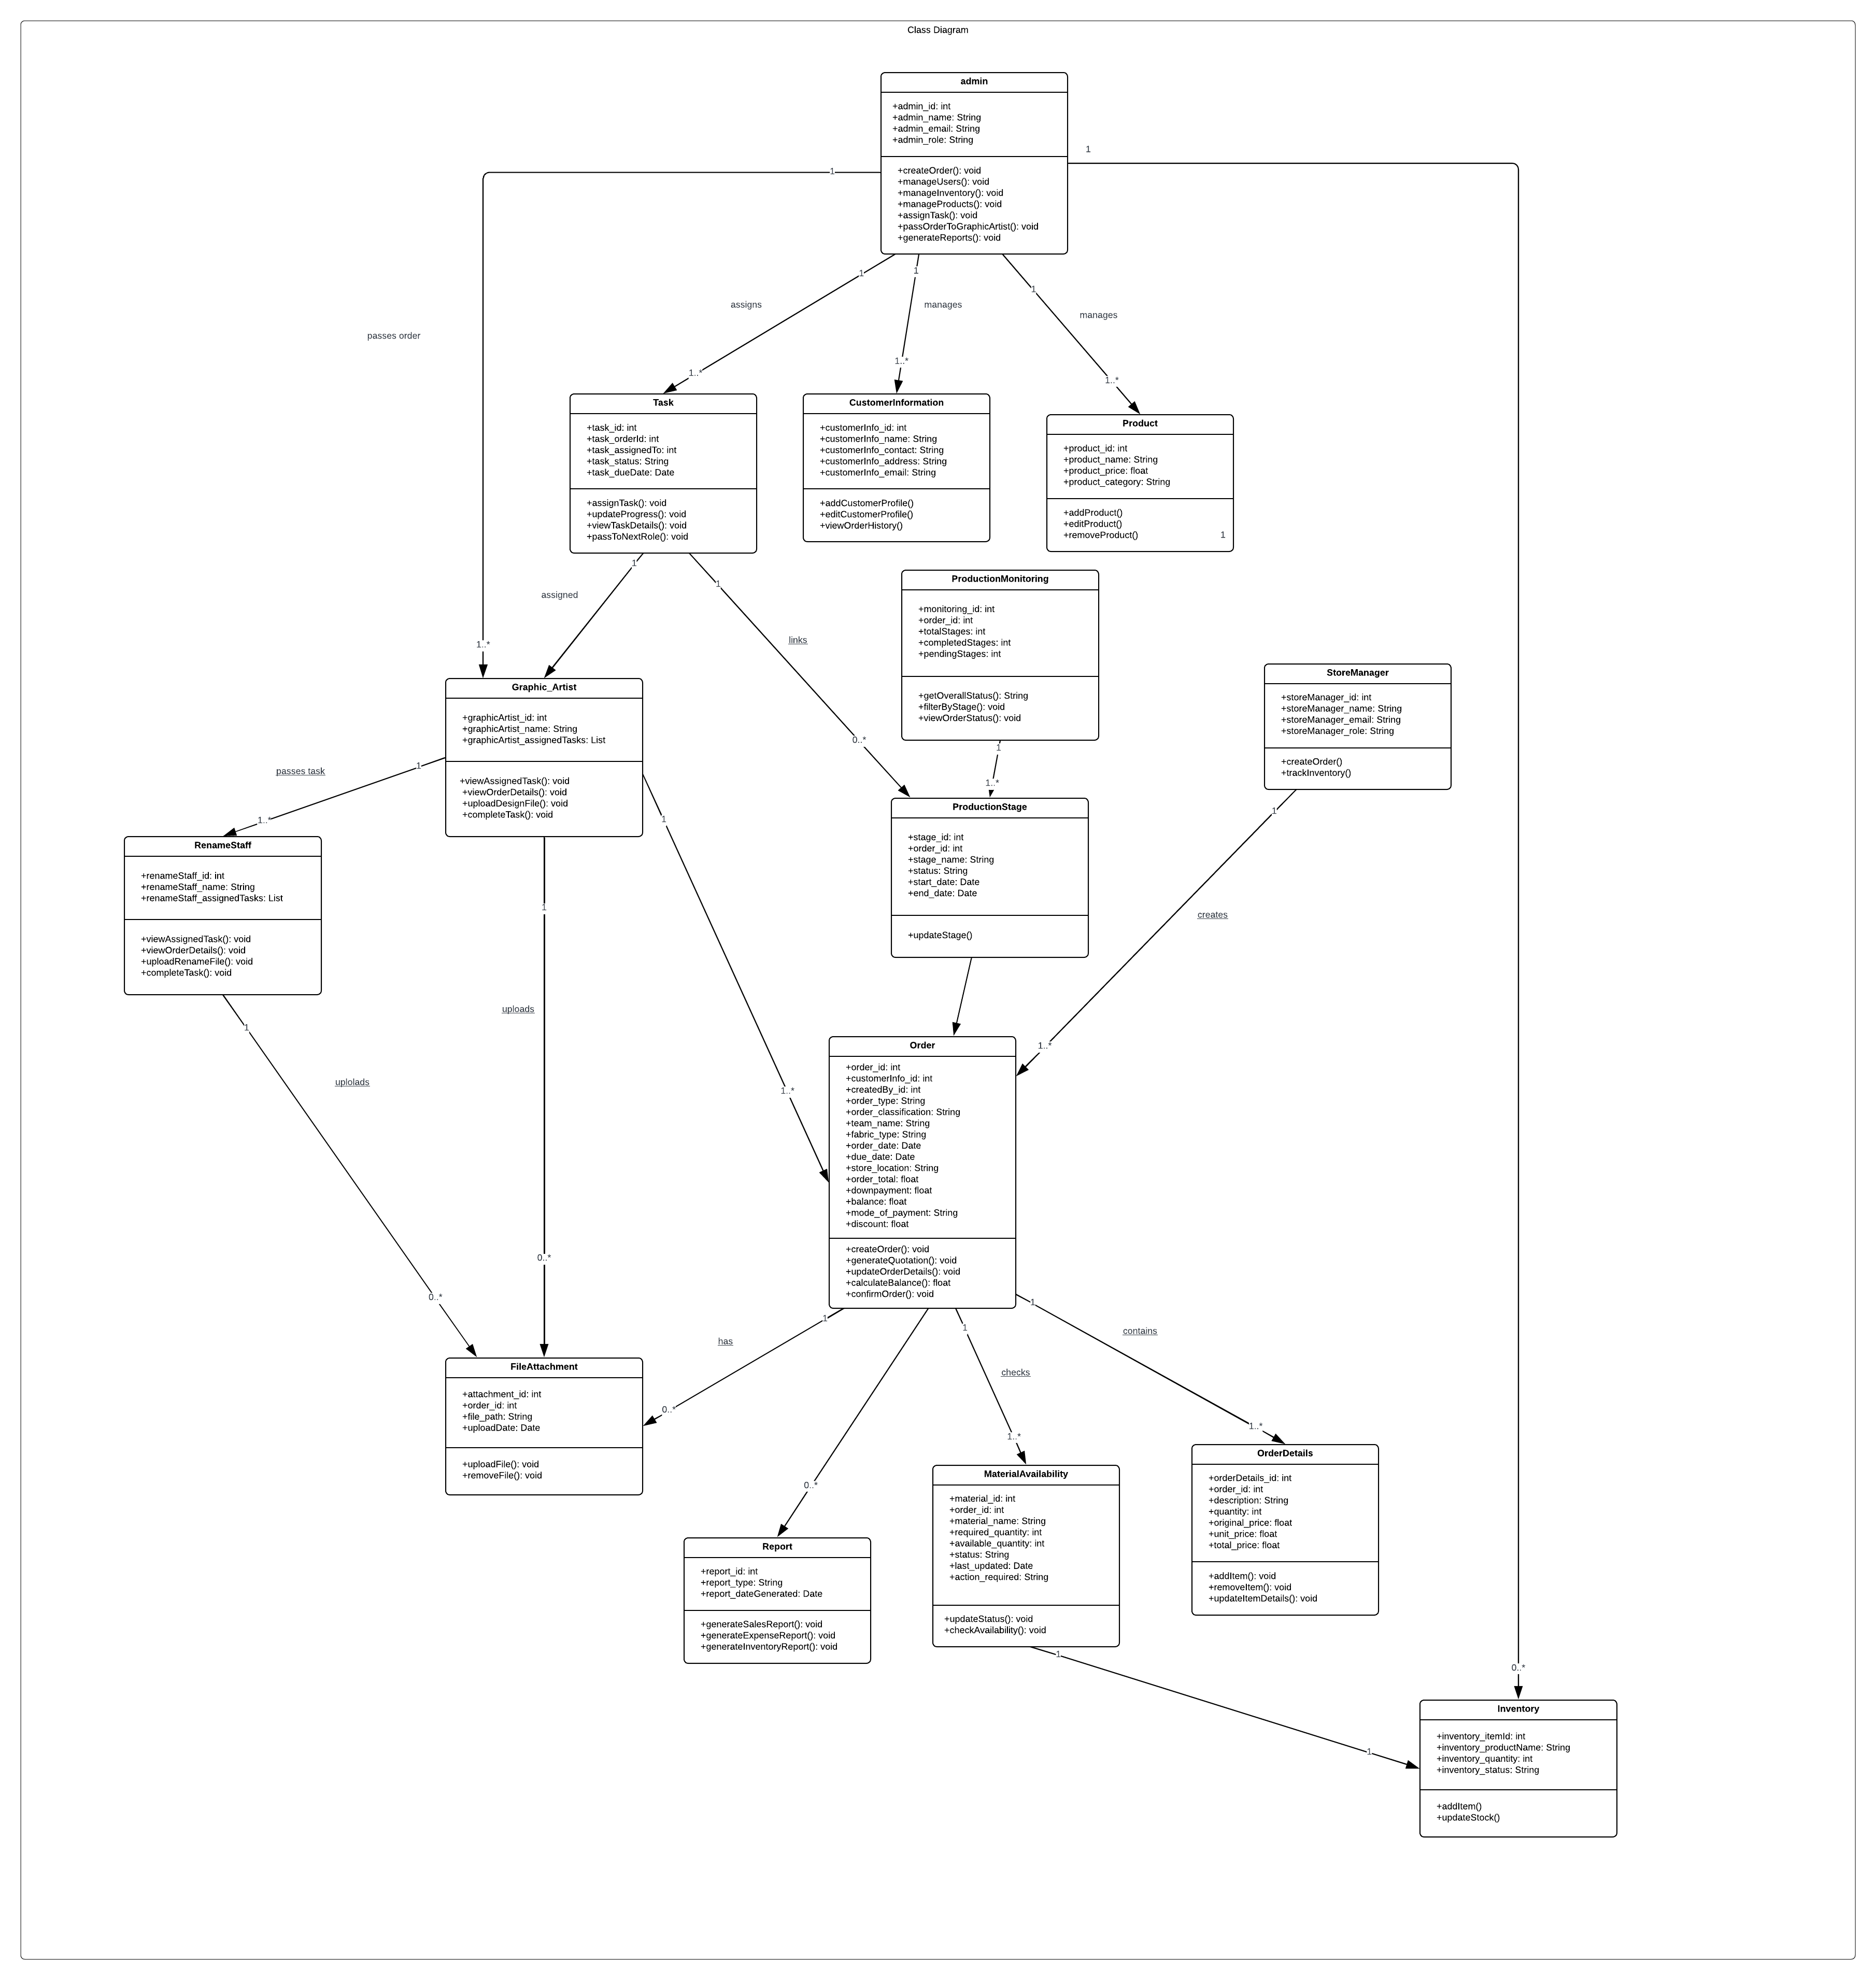 Class Diagram
admin
+admin_id: int
+admin_name: String
+admin_email: String
+admin_role: String
+createOrder(): void
+manageUsers(): void
+manageInventory(): void
+manageProducts(): void
+assignTask(): void
+passOrderToGraphicArtist(): void
+generateReports(): void
1
1
1
1
1
assigns
manages
manages
passes order
1..*
1..*
1..*
Task
+task_id: int
+task_orderId: int
+task_assignedTo: int
+task_status: String
+task_dueDate: Date
+assignTask(): void
+updateProgress(): void
+viewTaskDetails(): void
+passToNextRole(): void
CustomerInformation
+customerInfo_id: int
+customerInfo_name: String
+customerInfo_contact: String
+customerInfo_address: String
+customerInfo_email: String
+addCustomerProfile()
+editCustomerProfile()
+viewOrderHistory()
Product
+product_id: int
+product_name: String
+product_price: float
+product_category: String
+addProduct()
+editProduct()
+removeProduct()
1
1
1
assigned
links
1..*
0..*
ProductionMonitoring
+monitoring_id: int
+order_id: int
+totalStages: int
+completedStages: int
+pendingStages: int
+getOverallStatus(): String
+filterByStage(): void
+viewOrderStatus(): void
1
1..*
StoreManager
+storeManager_id: int
+storeManager_name: String
+storeManager_email: String
+storeManager_role: String
+createOrder()
+trackInventory()
1
creates
1..*
Graphic_Artist
+graphicArtist_id: int
+graphicArtist_name: String
+graphicArtist_assignedTasks: List
+viewAssignedTask(): void
+viewOrderDetails(): void
+uploadDesignFile(): void
+completeTask(): void
1
passes task
1..*
1
1
uploads
0..*
1..*
RenameStaff
+renameStaff_id: int
+renameStaff_name: String
+renameStaff_assignedTasks: List
+viewAssignedTask(): void
+viewOrderDetails(): void
+uploadRenameFile(): void
+completeTask(): void
1
uplolads
0..*
ProductionStage
+stage_id: int
+order_id: int
+stage_name: String
+status: String
+start_date: Date
+end_date: Date
+updateStage()
Order
+order_id: int
+customerInfo_id: int
+createdBy_id: int
+order_type: String
+order_classification: String
+team_name: String
+fabric_type: String
+order_date: Date
+due_date: Date
+store_location: String
+order_total: float
+downpayment: float
+balance: float
+mode_of_payment: String
+discount: float
+createOrder(): void
+generateQuotation(): void
+updateOrderDetails(): void
+calculateBalance(): float
+confirmOrder(): void
1
has
0..*
0..*
1
checks
1..*
1
contains
1..*
FileAttachment
+attachment_id: int
+order_id: int
+file_path: String
+uploadDate: Date
+uploadFile(): void
+removeFile(): void
Report
+report_id: int
+report_type: String
+report_dateGenerated: Date
+generateSalesReport(): void
+generateExpenseReport(): void
+generateInventoryReport(): void
MaterialAvailability
+material_id: int
+order_id: int
+material_name: String
+required_quantity: int
+available_quantity: int
+status: String
+last_updated: Date
+action_required: String
+updateStatus(): void
+checkAvailability(): void
OrderDetails
+orderDetails_id: int
+order_id: int
+description: String
+quantity: int
+original_price: float
+unit_price: float
+total_price: float
+addItem(): void
+removeItem(): void
+updateItemDetails(): void
1
1
0..*
Inventory
+inventory_itemId: int
+inventory_productName: String
+inventory_quantity: int
+inventory_status: String
+addItem()
+updateStock()